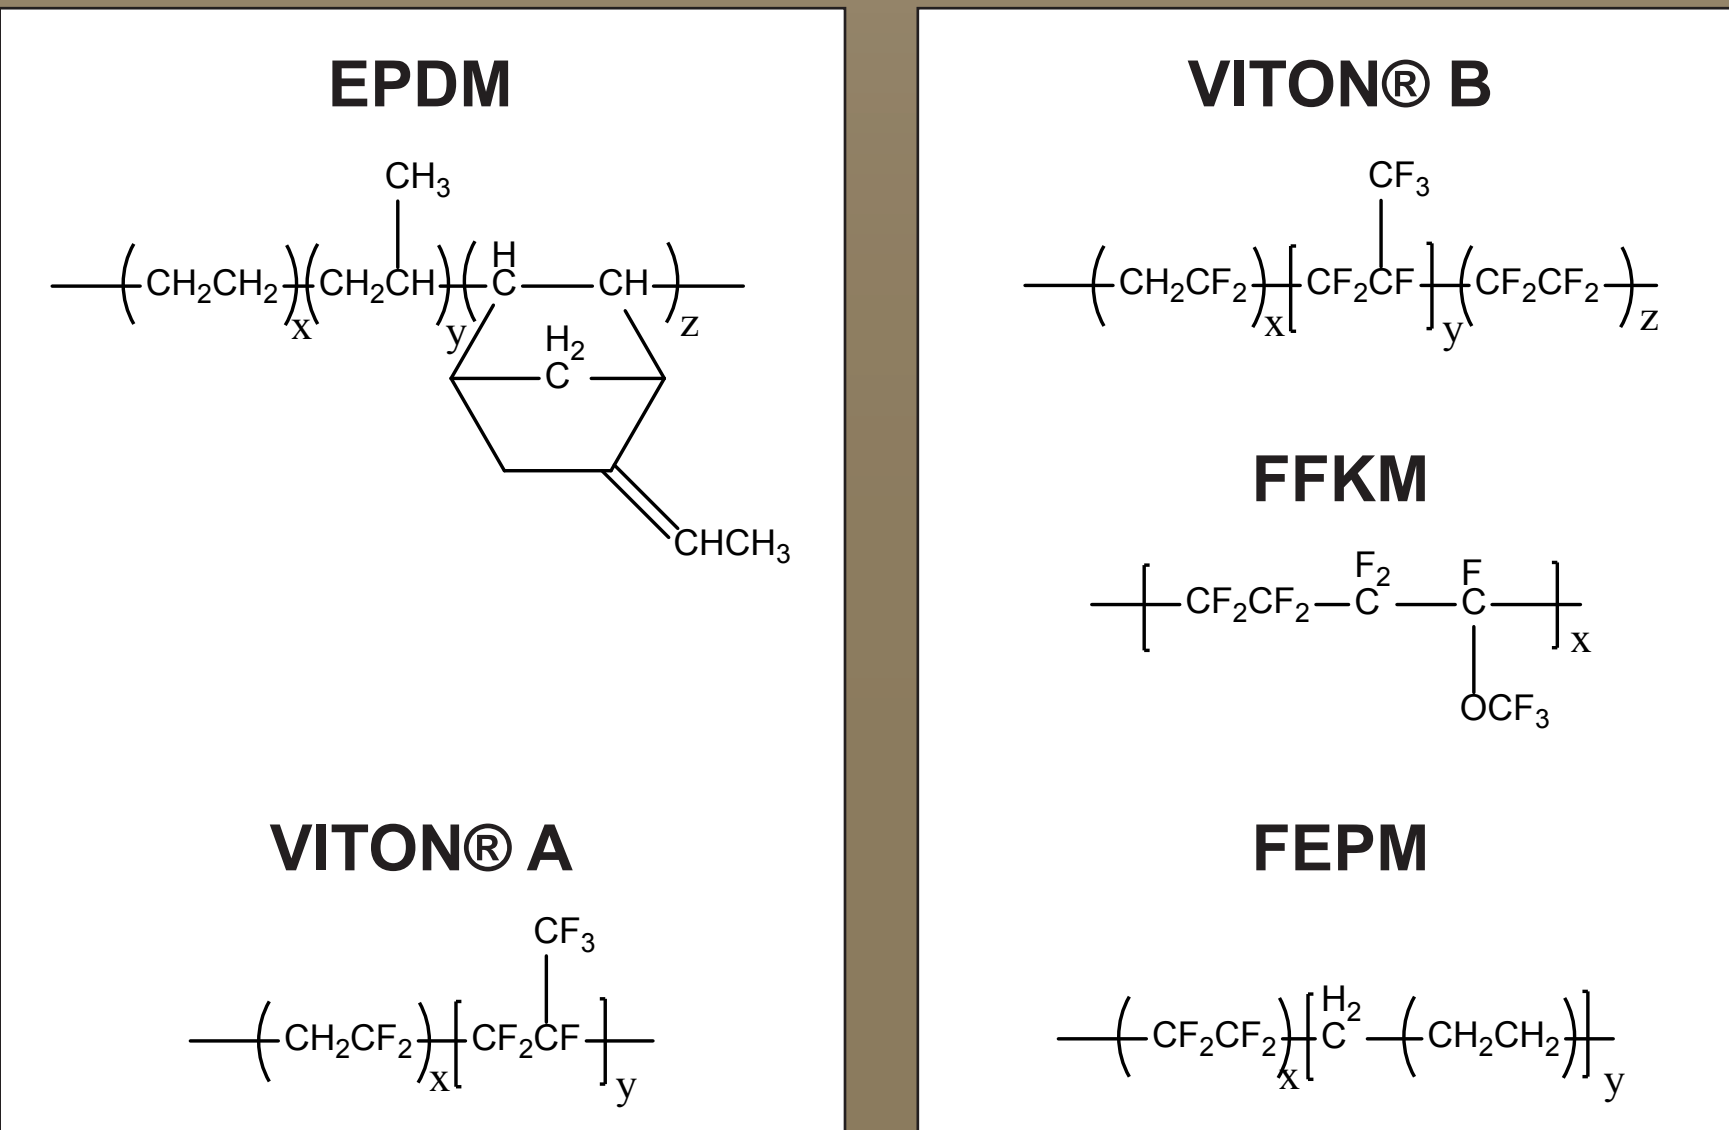 EPDM
CH₃
(CH₂CH₂)x(CH₂CH)y(C CH)z
H
H₂
C
CHCH₃
VITON® A
CF₃
(CH₂CF₂)x[CF₂CF]y
VITON® B
CF₃
(CH₂CF₂)x[CF₂CF]y(CF₂CF₂)z
FFKM
F₂ F
[CF₂CF₂ C C]x
OCF₃
FEPM
H₂
(CF₂CF₂)x[C(CH₂CH₂)]y